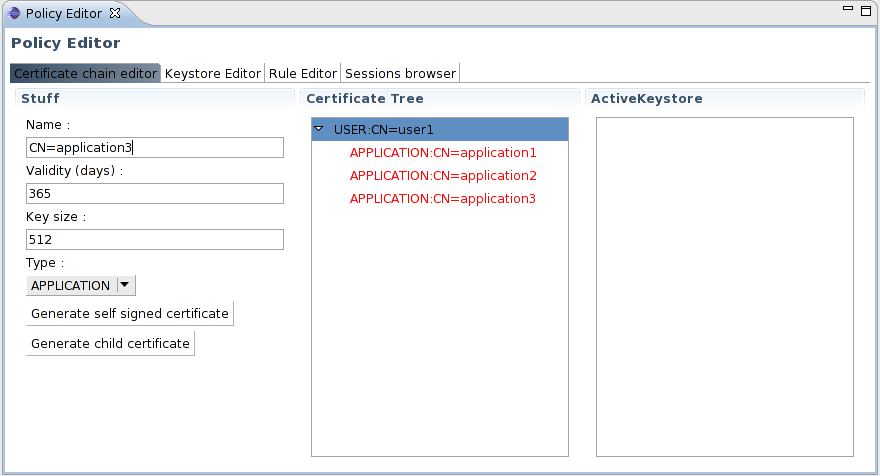 Policy Editor
Policy Editor
Certificate chain editor Keystore Editor Rule Editor Sessions browser
Stuff
Name :
CN=application3
Validity (days) :
365
Key size :
512
Type :
APPLICATION
Generate self signed certificate
Generate child certificate
Certificate Tree
USER:CN=user1
APPLICATION:CN=application1
APPLICATION:CN=application2
APPLICATION:CN=application3
ActiveKeystore